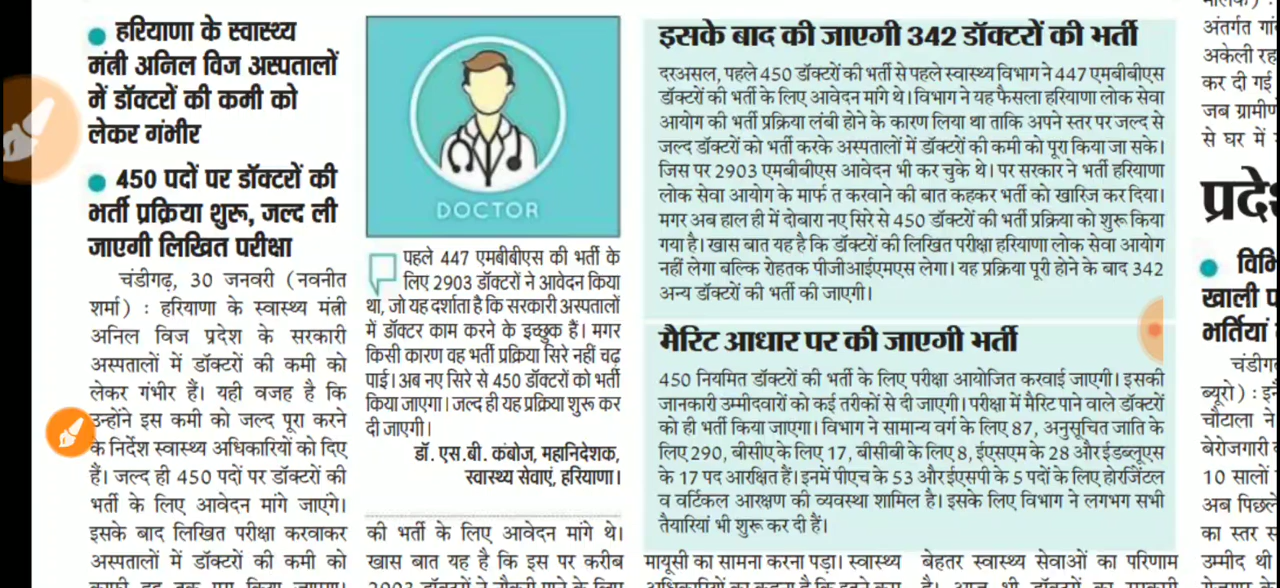 हरियाणा के स्वास्थ्य
मंत्री अनिल विज अस्पतालों
में डॉक्टरों की कमी को
लेकर गंभीर
450 पदों पर डॉक्टरों की
भर्ती प्रक्रिया शुरू, जल्द ली
जाएगी लिखित परीक्षा
चंडीगढ़, 30 जनवरी (नवनीत
शर्मा) : हरियाणा के स्वास्थ्य मंत्री
अनिल विज प्रदेश के सरकारी
अस्पतालों में डॉक्टरों की कमी को
लेकर गंभीर हैं। यही वजह है कि
उन्होंने इस कमी को जल्द पूरा करने
के निर्देश स्वास्थ्य अधिकारियों को दिए
हैं। जल्द ही 450 पदों पर डॉक्टरों की
भर्ती के लिए आवेदन मांगे जाएंगे।
इसके बाद लिखित परीक्षा करवाकर
अस्पतालों में डॉक्टरों की कमी को
DOCTOR
पहले 447 एमबीबीएस की भर्ती के
लिए 2903 डॉक्टरों ने आवेदन किया
था, जो यह दर्शाता है कि सरकारी अस्पतालों
में डॉक्टर काम करने के इच्छुक हैं। मगर
किसी कारण वह भर्ती प्रक्रिया सिरे नहीं चढ़
पाई। अब नए सिरे से 450 डॉक्टरों को भर्ती
किया जाएगा। जल्द ही यह प्रक्रिया शुरू कर
दी जाएगी।
डॉ. एस.बी. कंबोज, महानिदेशक,
स्वास्थ्य सेवाएं, हरियाणा।
की भर्ती के लिए आवेदन मांगे थे।
खास बात यह है कि इस पर करीब
इसके बाद की जाएगी 342 डॉक्टरों की भर्ती
दरअसल, पहले 450 डॉक्टरों की भर्ती से पहले स्वास्थ्य विभाग ने 447 एमबीबीएस
डॉक्टरों की भर्ती के लिए आवेदन मांगे थे। विभाग ने यह फैसला हरियाणा लोक सेवा
आयोग की भर्ती प्रक्रिया लंबी होने के कारण लिया था ताकि अपने स्तर पर जल्द से
जल्द डॉक्टरों को भर्ती करके अस्पतालों में डॉक्टरों की कमी को पूरा किया जा सके।
जिस पर 2903 एमबीबीएस आवेदन भी कर चुके थे। पर सरकार ने भर्ती हरियाणा
लोक सेवा आयोग के मार्फ त करवाने की बात कहकर भर्ती को खारिज कर दिया।
मगर अब हाल ही में दोबारा नए सिरे से 450 डॉक्टरों की भर्ती प्रक्रिया को शुरू किया
गया है। खास बात यह है कि डॉक्टरों की लिखित परीक्षा हरियाणा लोक सेवा आयोग
नहीं लेगा बल्कि रोहतक पीजीआईएमएस लेगा। यह प्रक्रिया पूरी होने के बाद 342
अन्य डॉक्टरों की भर्ती की जाएगी।
मैरिट आधार पर की जाएगी भर्ती
450 नियमित डॉक्टरों की भर्ती के लिए परीक्षा आयोजित करवाई जाएगी। इसकी
जानकारी उम्मीदवारों को कई तरीकों से दी जाएगी। परीक्षा में मैरिट पाने वाले डॉक्टरों
को ही भर्ती किया जाएगा। विभाग ने सामान्य वर्ग के लिए 87, अनुसूचित जाति के
लिए 290, बीसीए के लिए 17, बीसीबी के लिए 8, ईएसएम के 28 और ईडब्लूएस
के 17 पद आरक्षित हैं। इनमें पीएच के 53 और ईएसपी के 5 पदों के लिए होरजिंटल
व वर्टिकल आरक्षण की व्यवस्था शामिल है। इसके लिए विभाग ने लगभग सभी
तैयारियां भी शुरू कर दी हैं।
मायूसी का सामना करना पड़ा। स्वास्थ्य
बेहतर स्वास्थ्य सेवाओं का परिणाम
अंतर्गत
अकेली
कर दी गई
जब ग्रामीण
से घर में
खाली
भर्तियां
ब्यूरो) :
चौटाला ने
बेरोजगारी
10 सालों
अब पिछले
का स्तर
उम्मीद थी